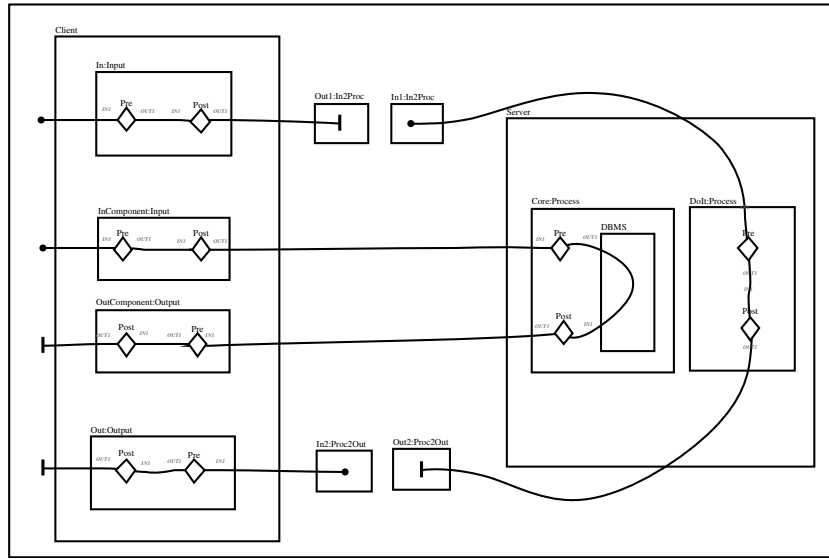 Client
In:Input
IN1 Pre OUT1 IN1 Post OUT1
Out1:In2Proc In1:In2Proc
Server
Core:Process DoIt:Process
InComponent:Input
IN1 Pre OUT1 IN1 Post OUT1
IN1 Pre OUT1 DBMS
Pre
OUT1
IN1
OutComponent:Output
OUT1 Post IN1 OUT1 Pre IN1
OUT1 Post IN1
Post
OUT1
Out:Output
OUT1 Post IN1 OUT1 Pre IN1
In2:Proc2Out Out2:Proc2Out